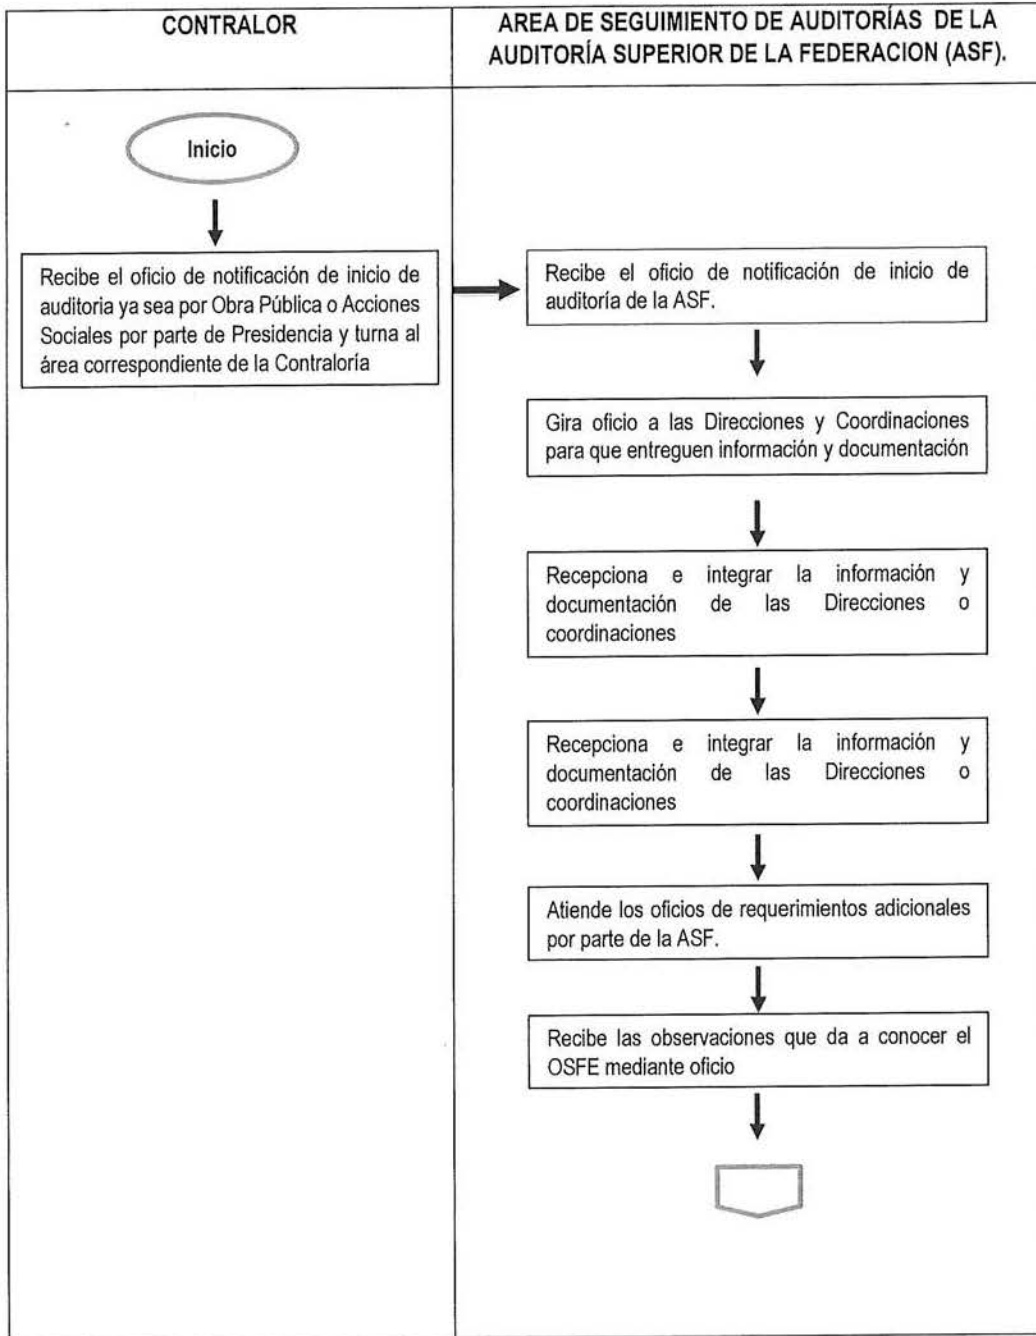 CONTRALOR
AREA DE SEGUIMIENTO DE AUDITORÍAS DE LA
AUDITORÍA SUPERIOR DE LA FEDERACION (ASF).
Inicio
Recibe el oficio de notificación de inicio de
auditoria ya sea por Obra Pública o Acciones
Sociales por parte de Presidencia y turna al
área correspondiente de la Contraloría
Recibe el oficio de notificación de inicio de
auditoría de la ASF.
Gira oficio a las Direcciones y Coordinaciones
para que entreguen información y documentación
Recepciona e integrar la información y
documentación de las Direcciones o
coordinaciones
Recepciona e integrar la información y
documentación de las Direcciones o
coordinaciones
Atiende los oficios de requerimientos adicionales
por parte de la ASF.
Recibe las observaciones que da a conocer el
OSFE mediante oficio